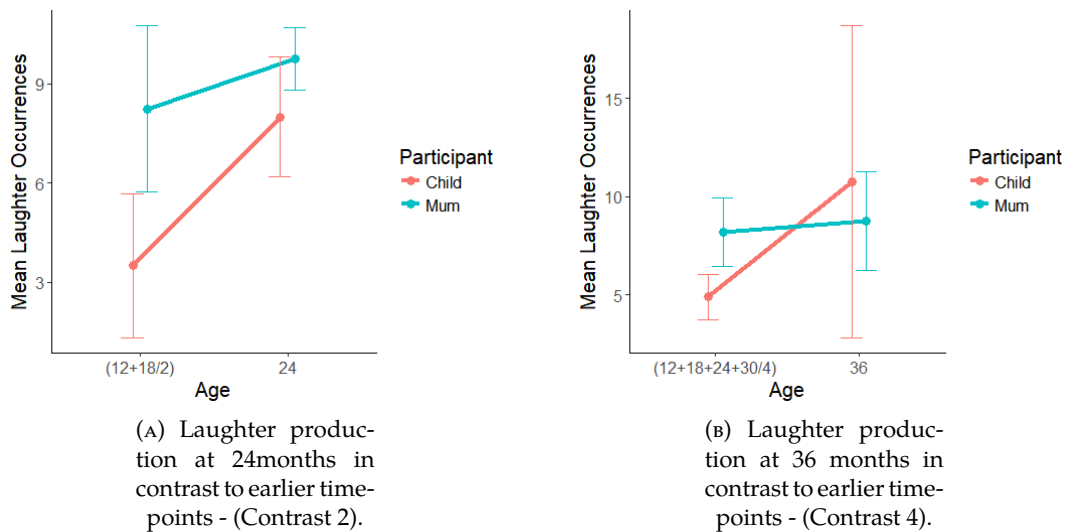 Mean Laughter Occurrences
9
6
3
(12+18/2)
24
Age
Participant
Child
Mum
(A) Laughter produc-
tion at 24months in
contrast to earlier time-
points - (Contrast 2).
Mean Laughter Occurrences
15
10
5
(12+18+24+30/4)
36
Age
Participant
Child
Mum
(B) Laughter produc-
tion at 36 months in
contrast to earlier time-
points - (Contrast 4).